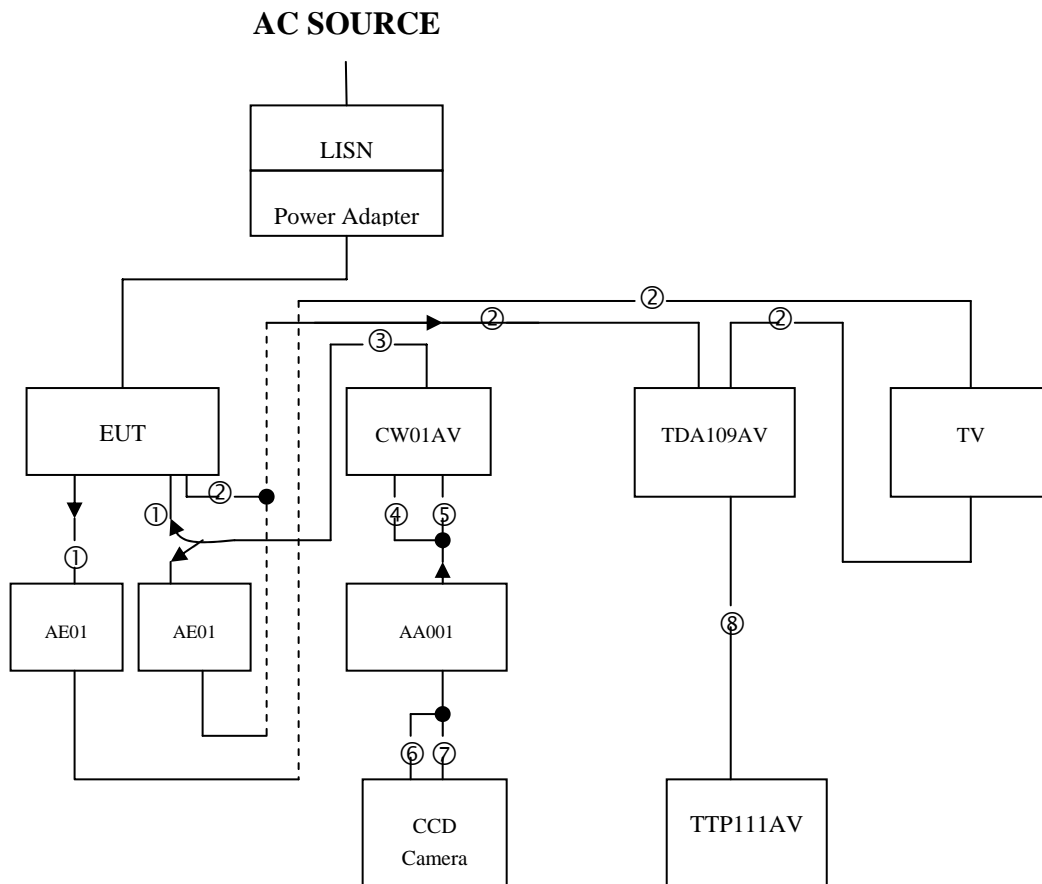 AC SOURCE
LISN
Power Adapter
②
②
②
③
EUT
CW01AV
TDA109AV
TV
②
①
④
⑤
①
AE01
AE01
AA001
⑧
⑥
⑦
CCD
Camera
TTP111AV